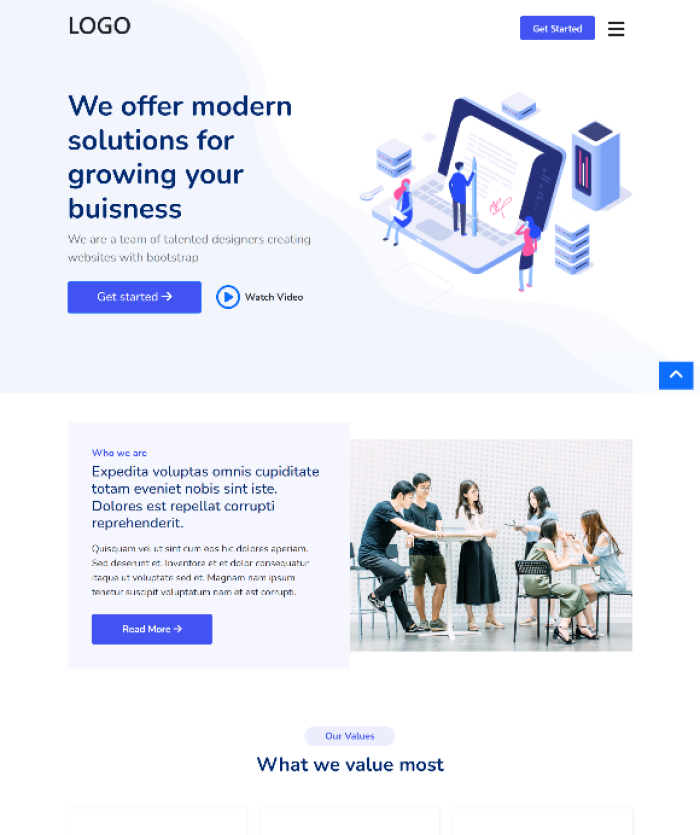 LOGO
Get Started
We offer modern
solutions for
growing your
buisness
We are a team of talented designers creating
websites with bootstrap
Get started →
Watch Video
Who we are
Expedita voluptas omnis cupiditate
totam eveniet nobis sint iste.
Dolores est repellat corrupti
reprehenderit.
Quisquam vel ut sint cum eos hic dolores aperiam.
Sed deserunt et. Inventore et et dolor consequatur
itaque ut voluptate sed et. Magnam nam ipsum
tenetur suscipit voluptatum nam et est corrupti.
Read More →
Our Values
What we value most